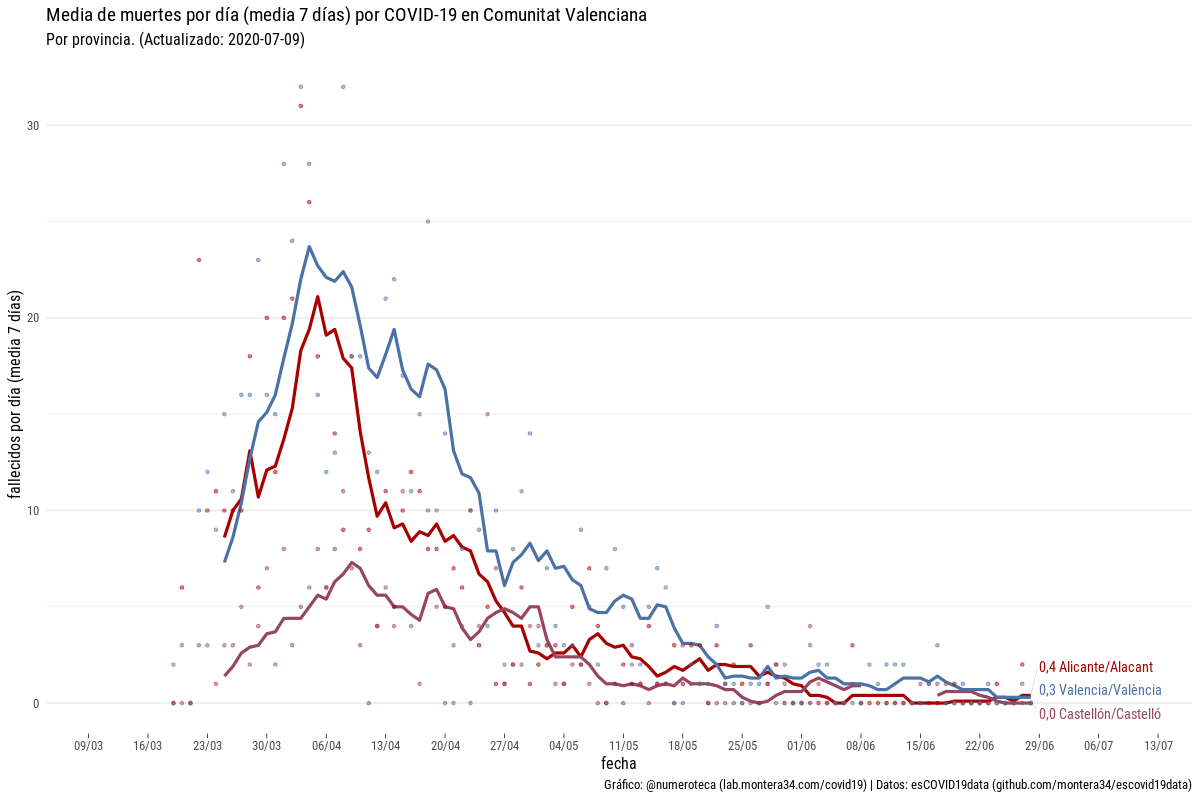 Media de muertes por día (media 7 días) por COVID-19 en Comunitat Valenciana
Por provincia. (Actualizado: 2020-07-09)
fallecidos por día (media 7 días)
30
20
10
0
0,4 Alicante/Alacant
0,3 Valencia/València
0,0 Castellón/Castelló
09/03 16/03 23/03 30/03 06/04 13/04 20/04 27/04 04/05 11/05 18/05 25/05 01/06 08/06 15/06 22/06 29/06 06/07 13/07
fecha
Gráfico: @numeroteca (lab.montera34.com/covid19) | Datos: esCOVID19data (github.com/montera34/escovid19data)